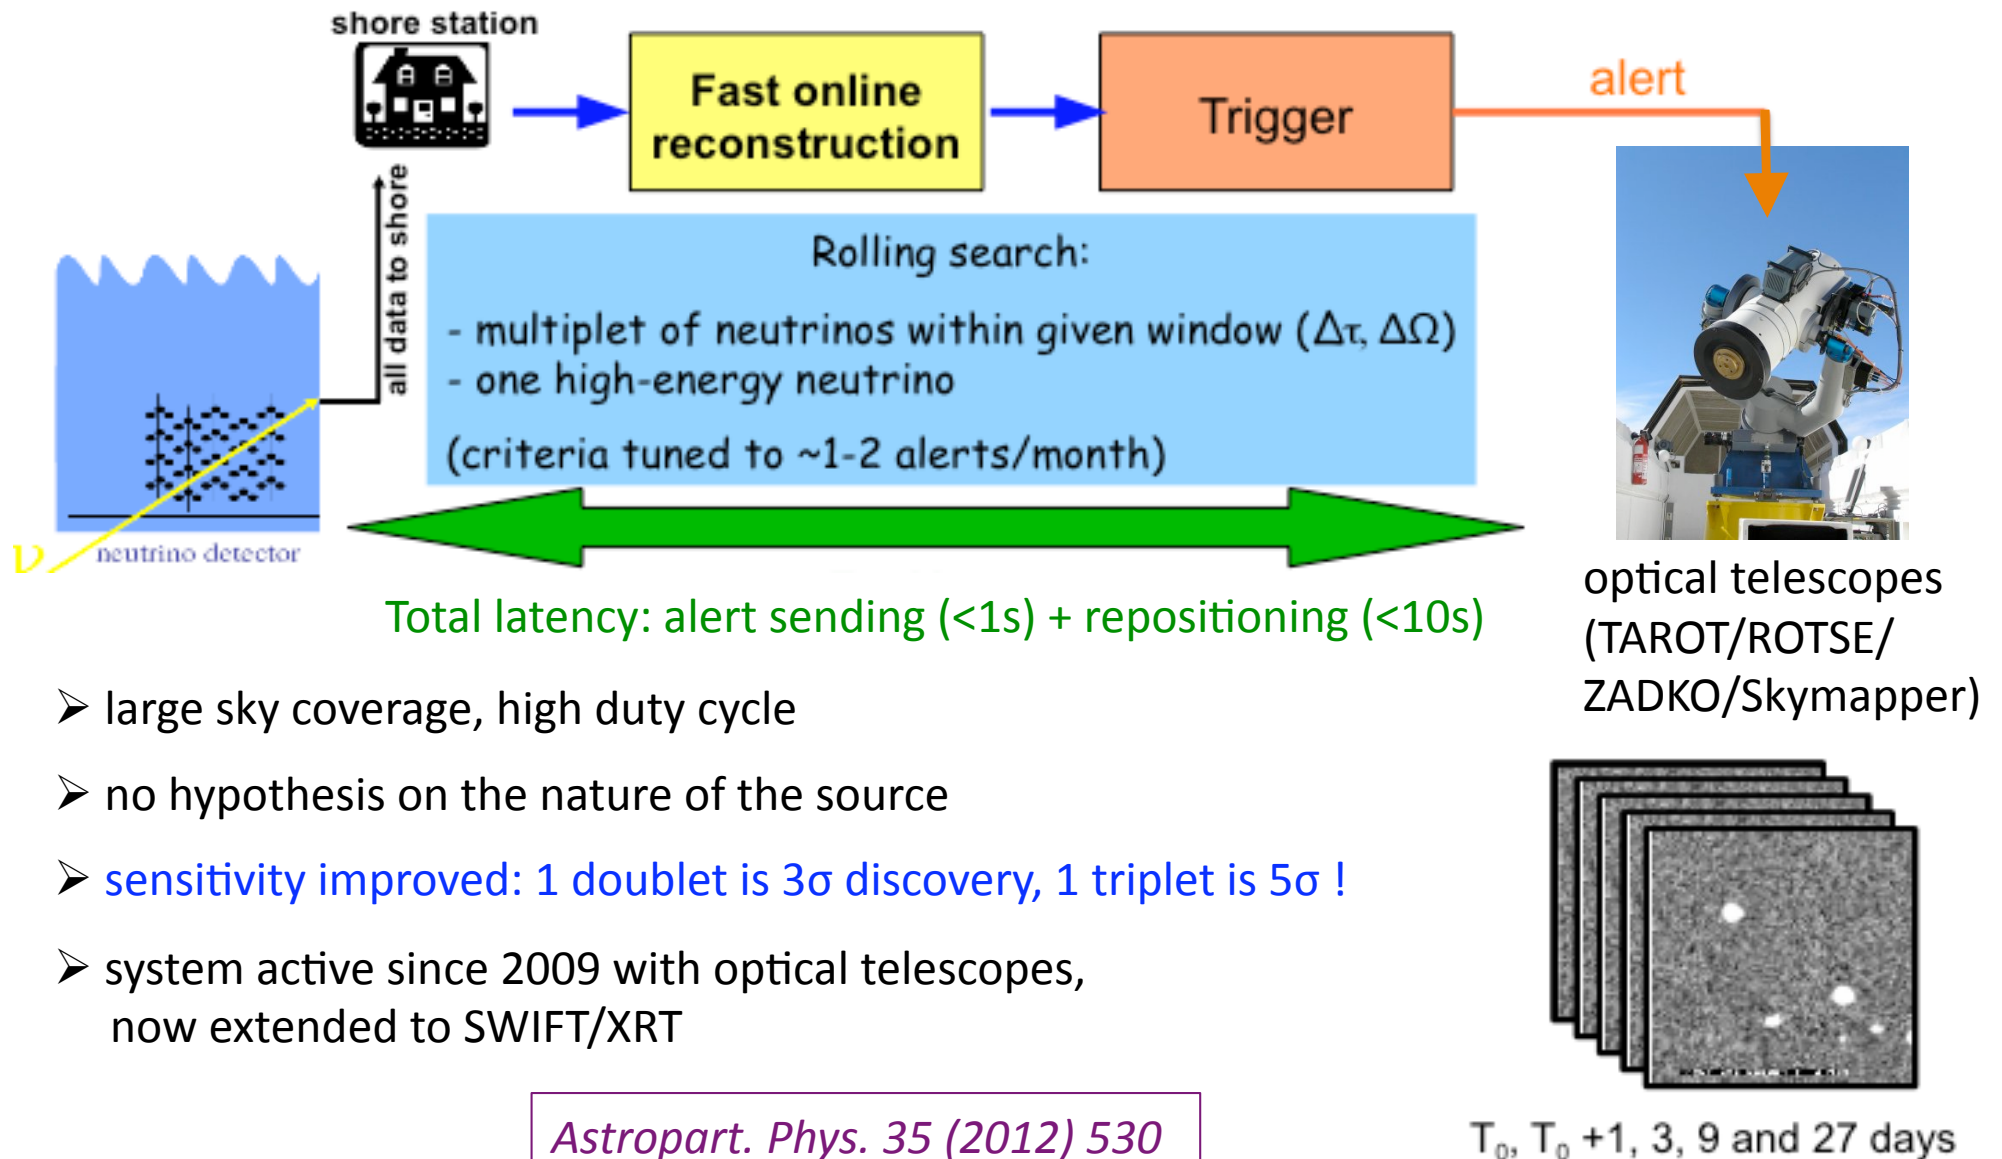 shore station
Fast online
reconstruction
Trigger
alert
all data to shore
Rolling search:
- multiplet of neutrinos within given window (Δτ, ΔΩ)
- one high-energy neutrino
(criteria tuned to ~1-2 alerts/month)
ν
neutrino detector
Total latency: alert sending (<1s) + repositioning (<10s)
optical telescopes
(TAROT/ROTSE/
ZADKO/Skymapper)
➢ large sky coverage, high duty cycle
➢ no hypothesis on the nature of the source
➢ sensitivity improved: 1 doublet is 3σ discovery, 1 triplet is 5σ !
➢ system active since 2009 with optical telescopes,
now extended to SWIFT/XRT
Astropart. Phys. 35 (2012) 530
T₀, T₀ +1, 3, 9 and 27 days